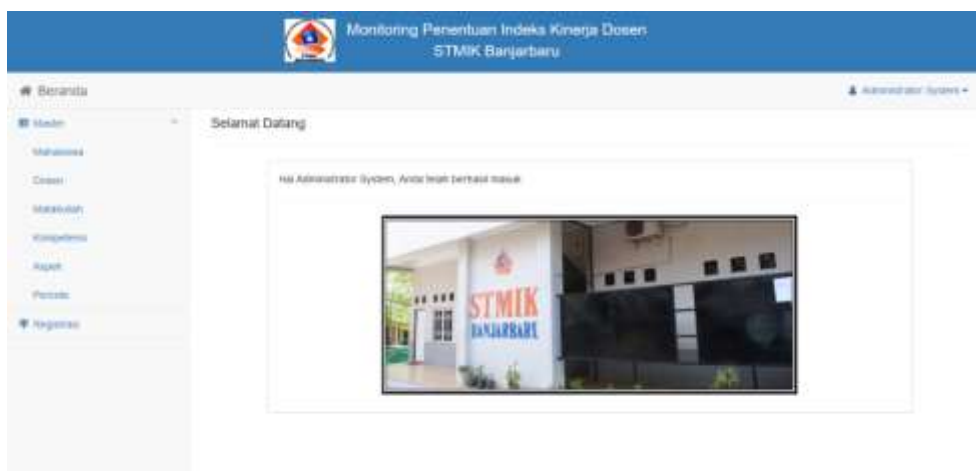 Monitoring Penentuan Indeks Kinerja Dosen
STMIK Banjarbaru
Beranda
Administrator System
Master
Mahasiswa
Dosen
Matakuliah
Kompetensi
Aspek
Periode
Registrasi
Selamat Datang
Hai Administrator System, Anda telah berhasil masuk
STMIK
BANJARBARU